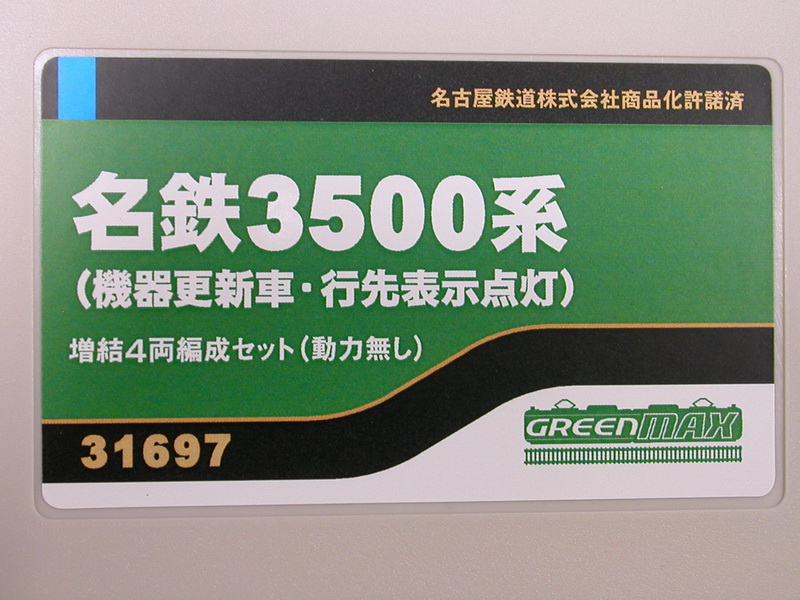 名古屋鉄道株式会社商品化許諾済
名鉄3500系
(機器更新車・行先表示点灯)
増結4両編成セット(動力無し)
31697
GREENMAX